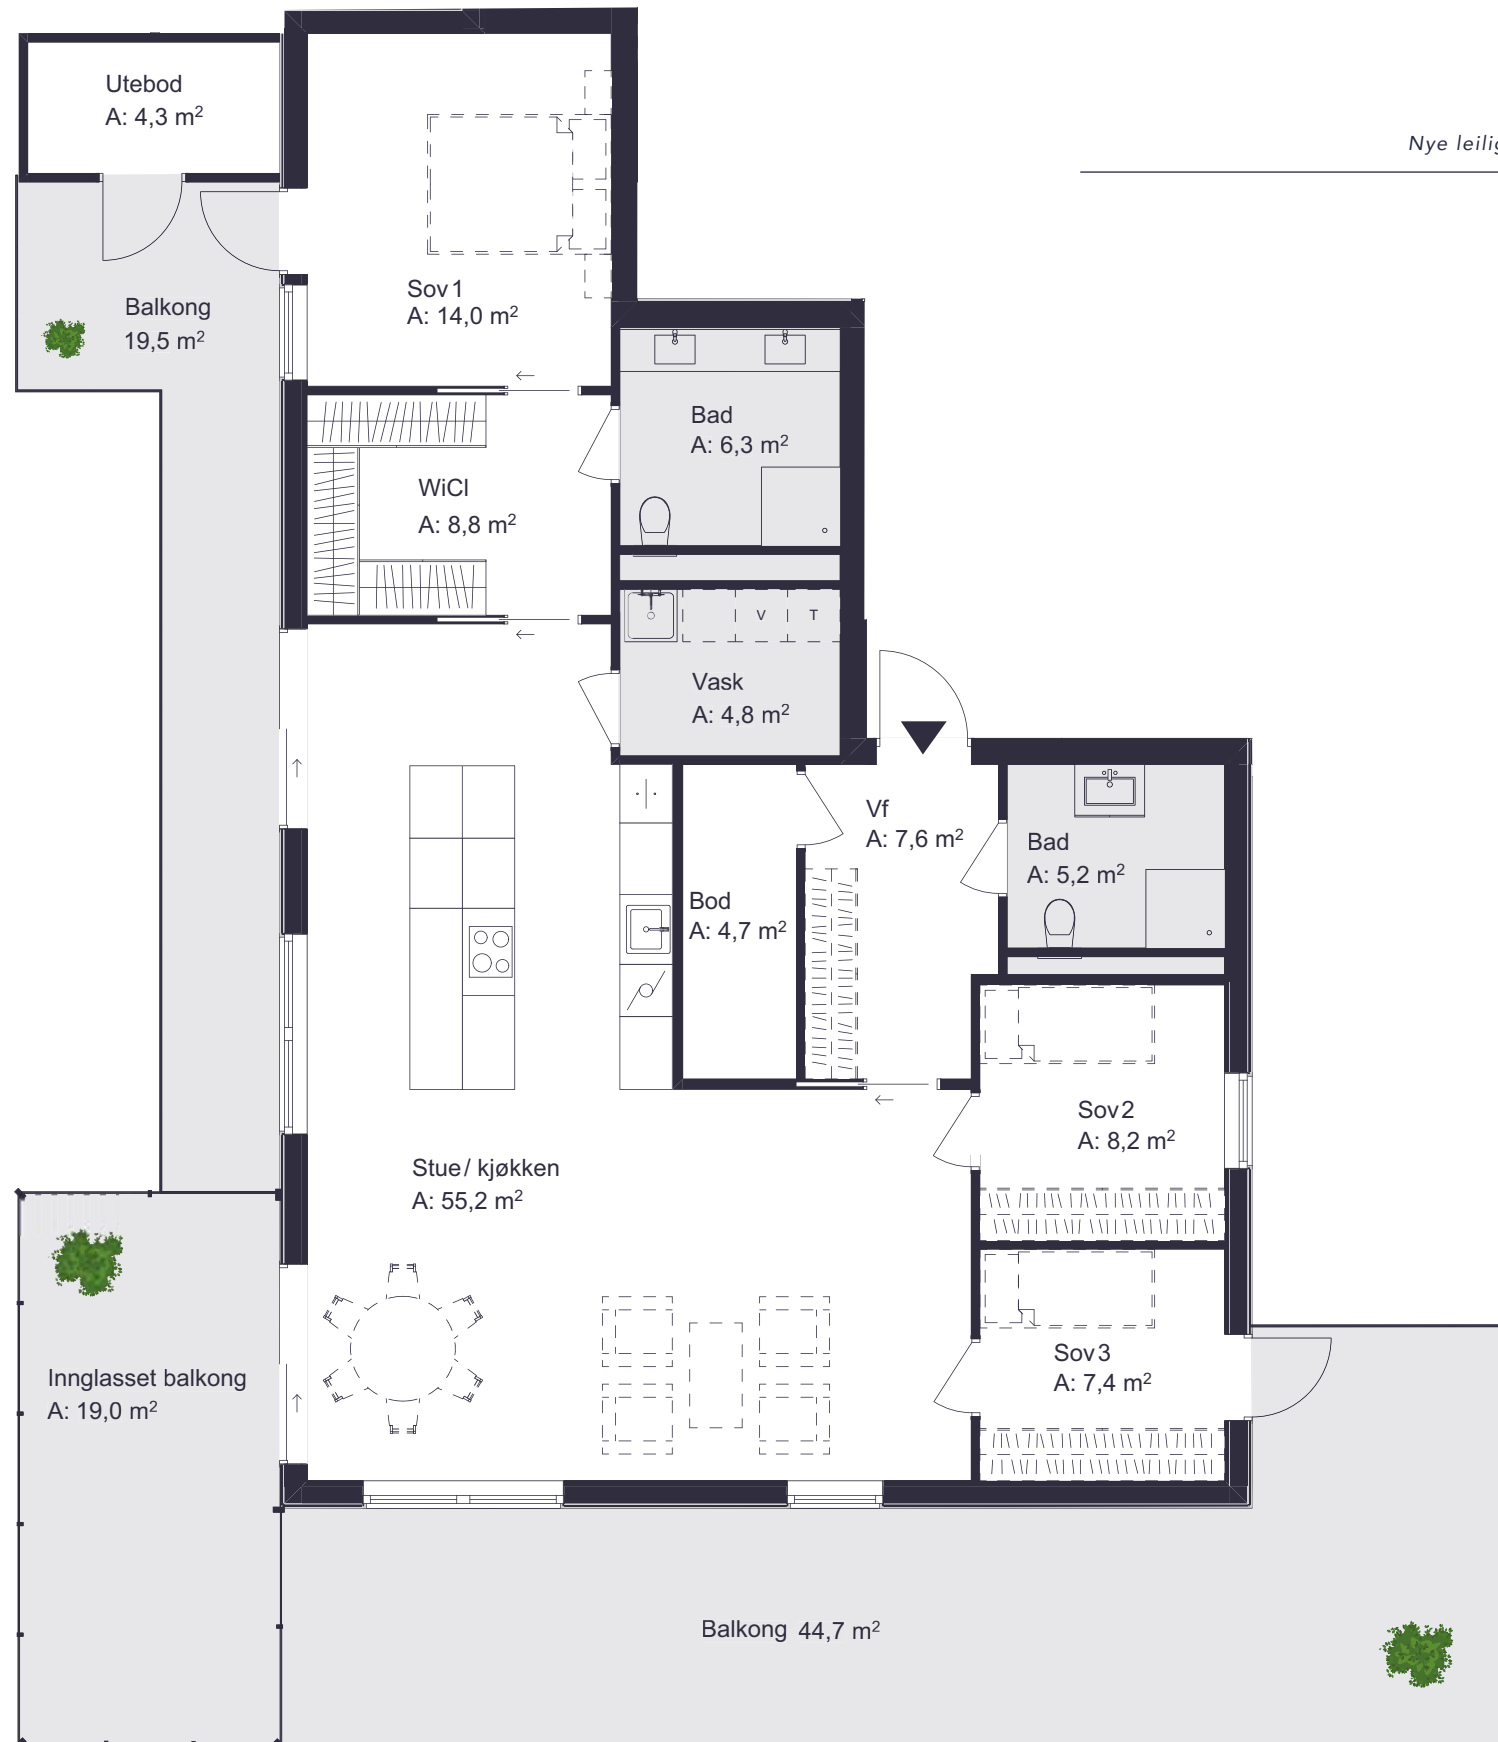 Utebod
A: 4,3 m²
Nye leilig
Sov 1
A: 14,0 m²
Balkong
19,5 m²
Bad
A: 6,3 m²
WiCl
A: 8,8 m²
V T
Vask
A: 4,8 m²
Vf
A: 7,6 m²
Bad
A: 5,2 m²
Bod
A: 4,7 m²
Sov 2
A: 8,2 m²
Stue / kjøkken
A: 55,2 m²
Sov 3
A: 7,4 m²
Innglasset balkong
A: 19,0 m²
Balkong 44,7 m²